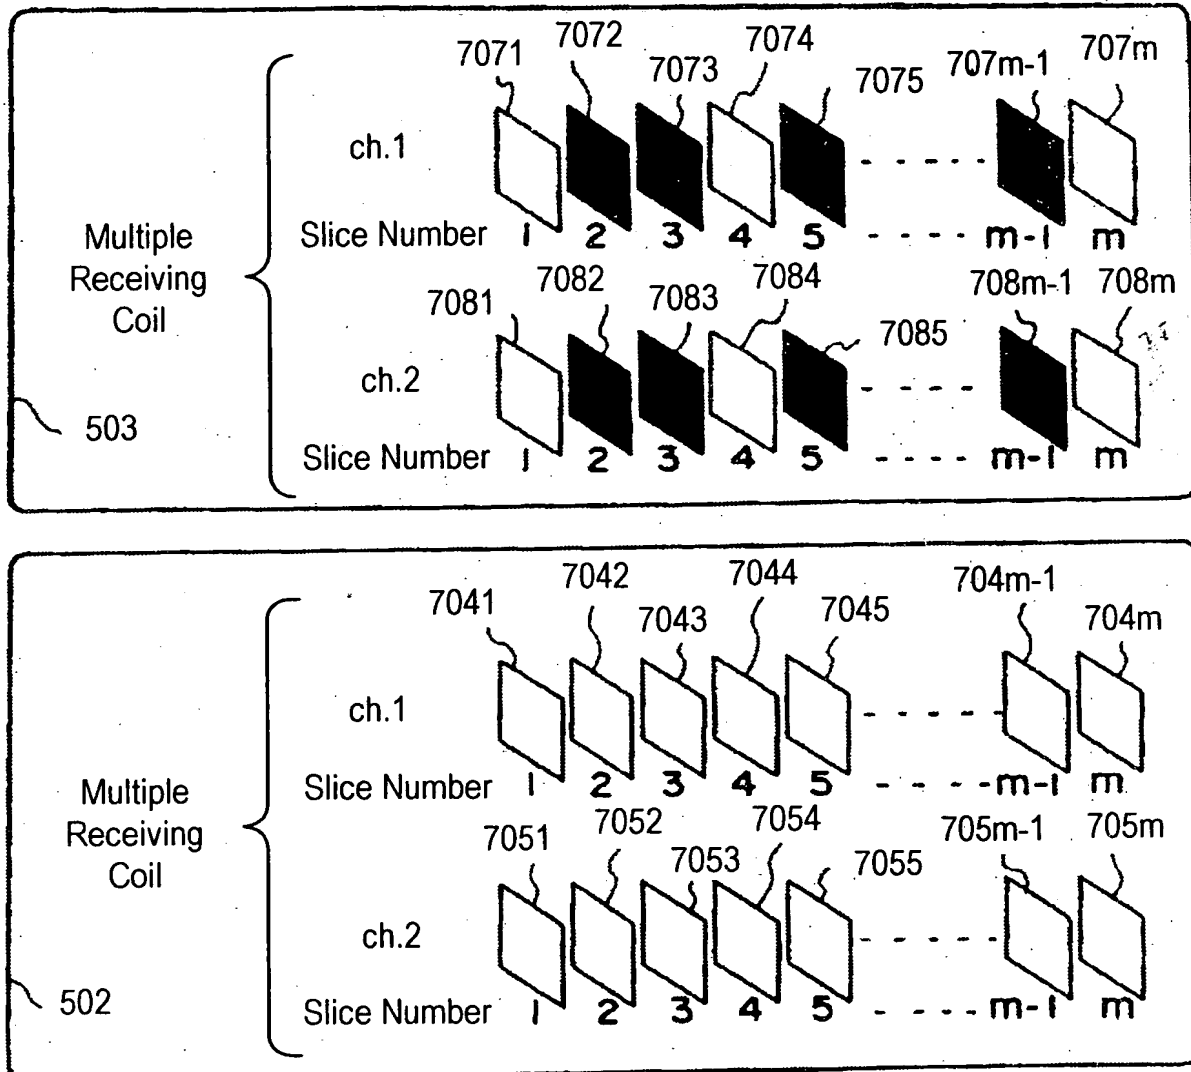 7071 7072 7073 7074 7075 707m-1 707m
ch.1
Slice Number 1 2 3 4 5 m-1 m
Multiple
Receiving
Coil
7081 7082 7083 7084 7085 708m-1 708m
ch.2
503
Slice Number 1 2 3 4 5 m-1 m
7041 7042 7043 7044 7045 704m-1 704m
ch.1
Slice Number 1 2 3 4 5 m-1 m
Multiple
Receiving
Coil
7051 7052 7053 7054 7055 705m-1 705m
ch.2
502
Slice Number 1 2 3 4 5 m-1 m